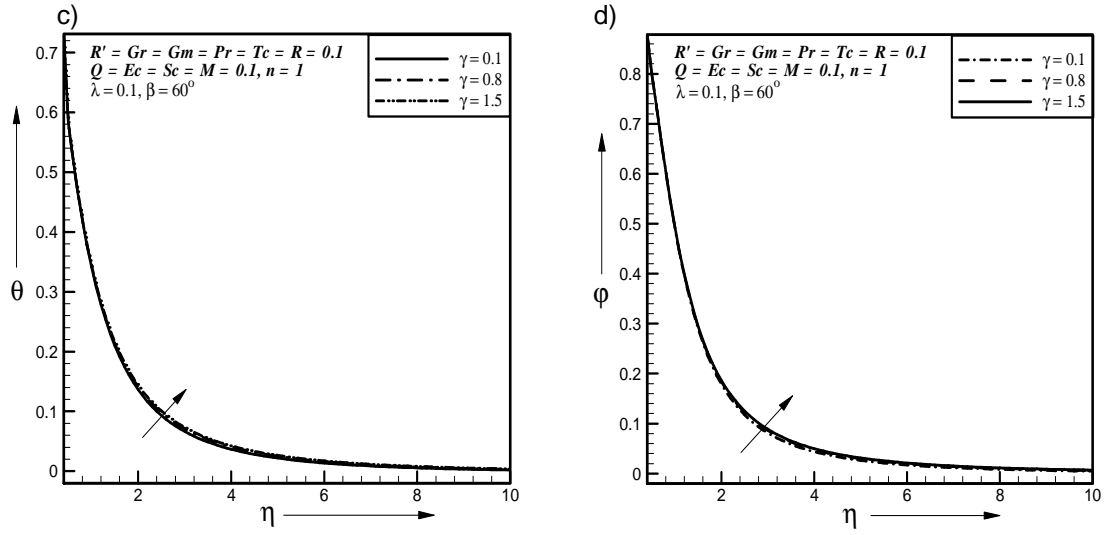 c)
R' = Gr = Gm = Pr = Tc = R = 0.1
Q = Ec = Sc = M = 0.1, n = 1
λ = 0.1, β = 60°
γ = 0.1
γ = 0.8
γ = 1.5
0.7
0.6
0.5
0.4
0.3
0.2
0.1
0
θ
2
4
6
8
10
η
d)
R' = Gr = Gm = Pr = Tc = R = 0.1
Q = Ec = Sc = M = 0.1, n = 1
λ = 0.1, β = 60°
γ = 0.1
γ = 0.8
γ = 1.5
0.8
0.7
0.6
0.5
0.4
0.3
0.2
0.1
0
φ
2
4
6
8
10
η